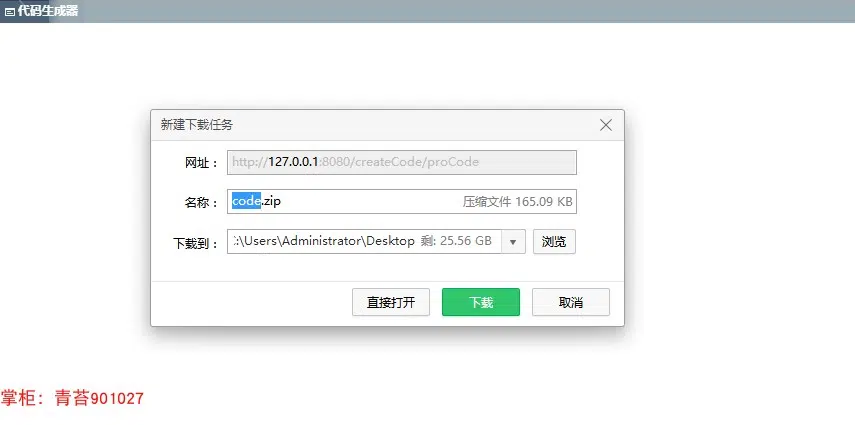 代码生成器
新建下载任务
网址： http://127.0.0.1:8080/createCode/proCode
名称： code.zip 压缩文件 165.09 KB
下载到： :\Users\Administrator\Desktop 剩: 25.56 GB 浏览
直接打开 下载 取消
掌柜：青苔901027